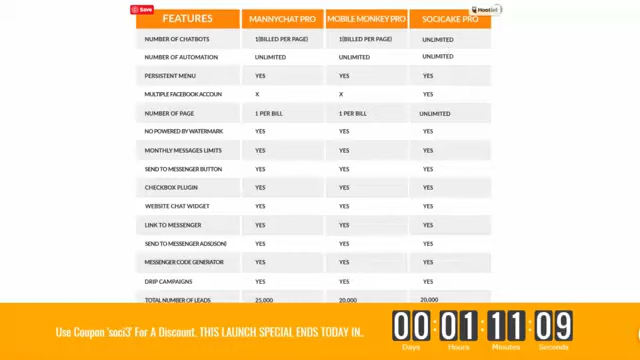 Save
HootLet
FEATURES MANNYCHAT PRO MOBILE MONKEY PRO SOCICAKE PRO
NUMBER OF CHATBOTS 1(BILLED PER PAGE) 1(BILLED PER PAGE) UNLIMITED
NUMBER OF AUTOMATION UNLIMITED UNLIMITED UNLIMITED
PERSISTENT MENU YES YES YES
MULTIPLE FACEBOOK ACCOUN X X YES
NUMBER OF PAGE 1 PER BILL 1 PER BILL UNLIMITED
NO POWERED BY WATERMARK YES YES YES
MONTHLY MESSAGES LIMITS YES YES YES
SEND TO MESSENGER BUTTON YES YES YES
CHECKBOX PLUGIN YES YES YES
WEBSITE CHAT WIDGET YES YES YES
LINK TO MESSENGER YES YES YES
SEND TO MESSENGER ADS(JSON) YES YES YES
MESSENGER CODE GENERATOR YES YES YES
DRIP CAMPAIGNS YES YES YES
TOTAL NUMBER OF LEADS 25,000 20,000 20,000
Use Coupon 'soci3' For A Discount. THIS LAUNCH SPECIAL ENDS TODAY IN..
00 01 11 09
Days Hours Minutes Seconds